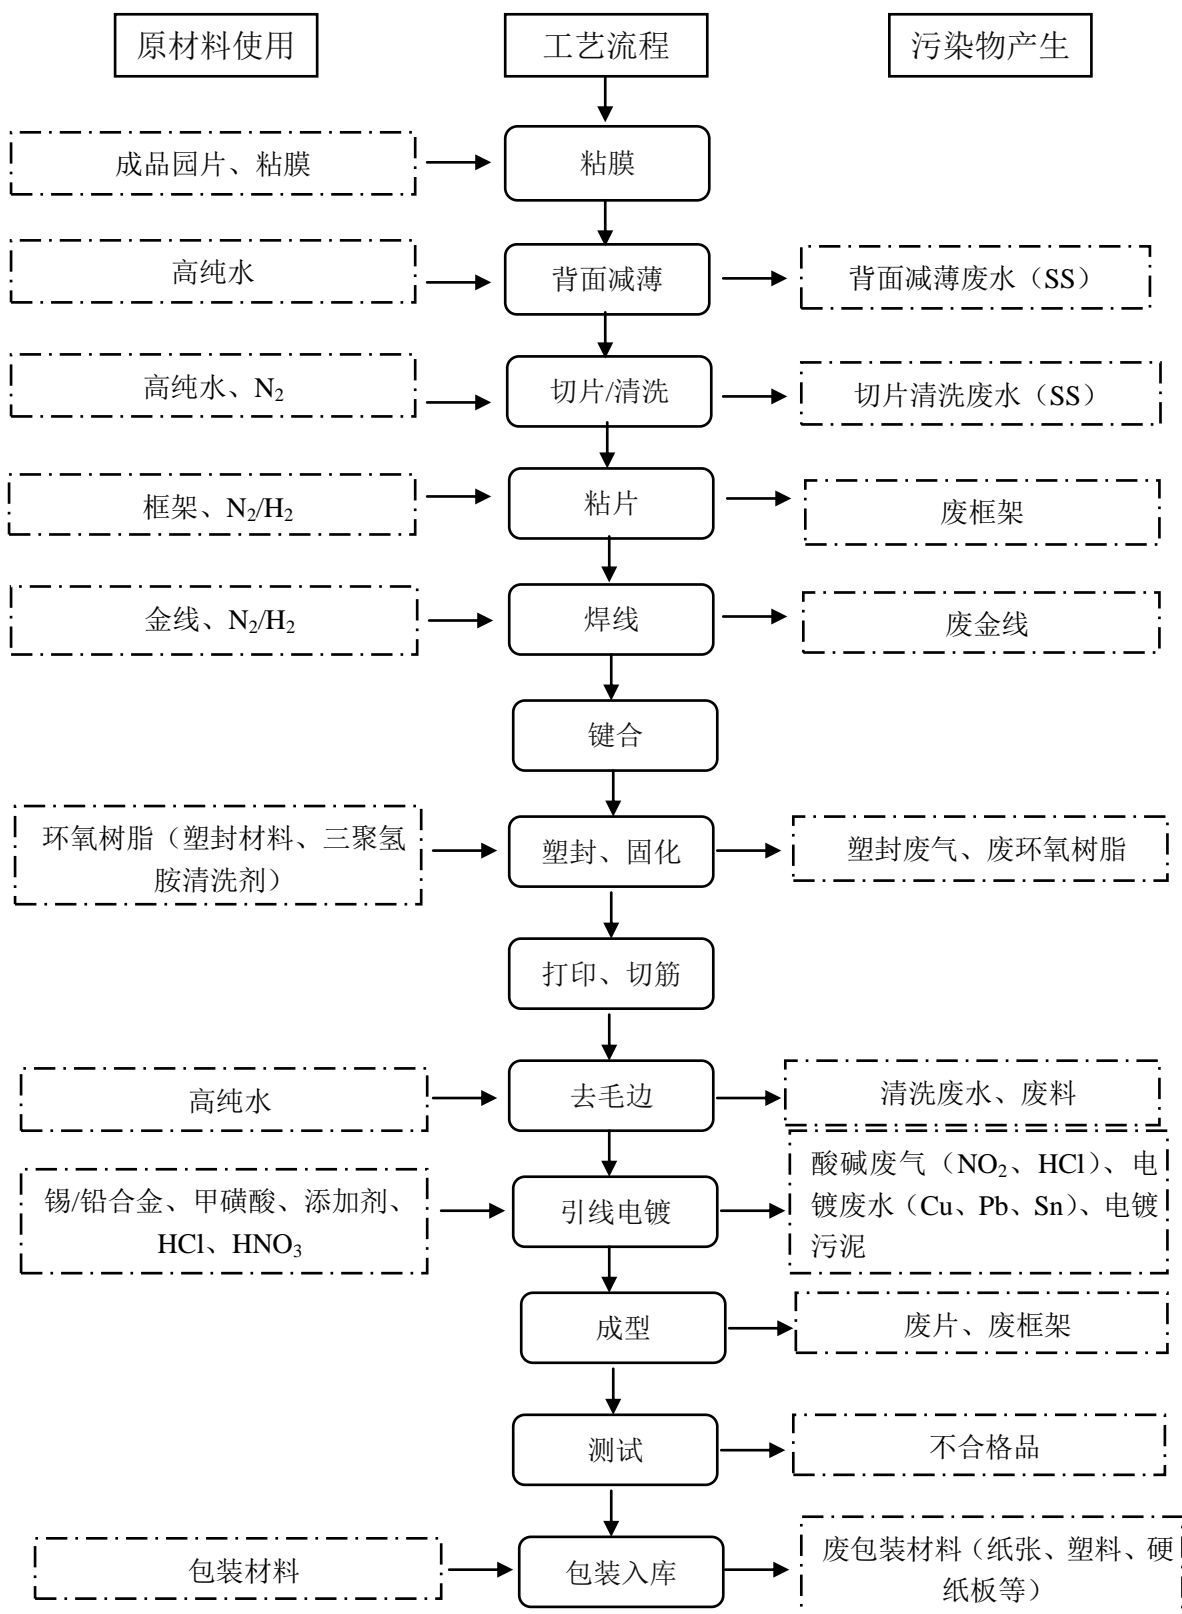 原材料使用
工艺流程
污染物产生
成品园片、粘膜
粘膜
高纯水
背面减薄
背面减薄废水（SS）
高纯水、N₂
切片/清洗
切片清洗废水（SS）
框架、N₂/H₂
粘片
废框架
金线、N₂/H₂
焊线
废金线
键合
环氧树脂（塑封材料、三聚氢
胺清洗剂）
塑封、固化
塑封废气、废环氧树脂
打印、切筋
高纯水
去毛边
清洗废水、废料
锡/铅合金、甲磺酸、添加剂、
HCl、HNO₃
引线电镀
酸碱废气（NO₂、HCl）、电
镀废水（Cu、Pb、Sn）、电镀
污泥
成型
废片、废框架
测试
不合格品
包装材料
包装入库
废包装材料（纸张、塑料、硬
纸板等）